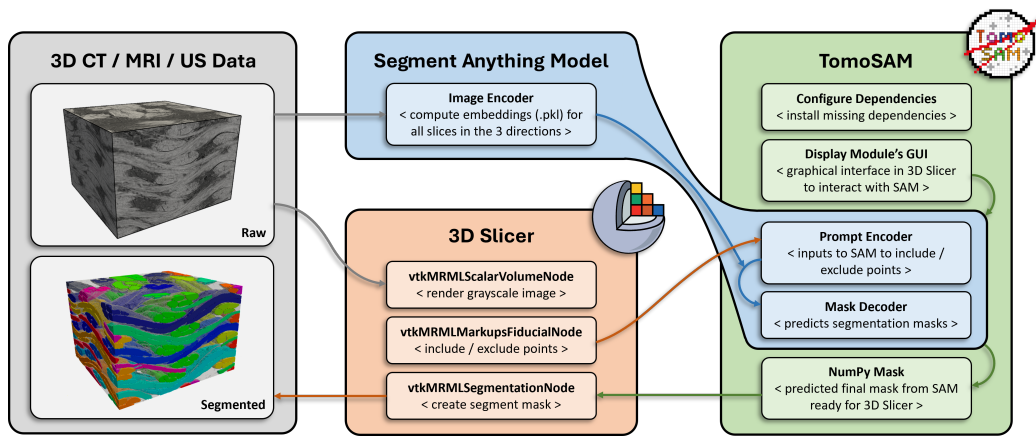 3D CT / MRI / US Data
Raw
Segmented
Segment Anything Model
Image Encoder
< compute embeddings (.pkl) for
all slices in the 3 directions >
3D Slicer
vtkMRMLScalarVolumeNode
< render grayscale image >
vtkMRMLMarkupsFiducialNode
< include / exclude points >
vtkMRMLSegmentationNode
< create segment mask >
TomoSAM
TOMO
SAM
Configure Dependencies
< install missing dependencies >
Display Module's GUI
< graphical interface in 3D Slicer
to interact with SAM >
Prompt Encoder
< inputs to SAM to include /
exclude points >
Mask Decoder
< predicts segmentation masks >
NumPy Mask
< predicted final mask from SAM
ready for 3D Slicer >